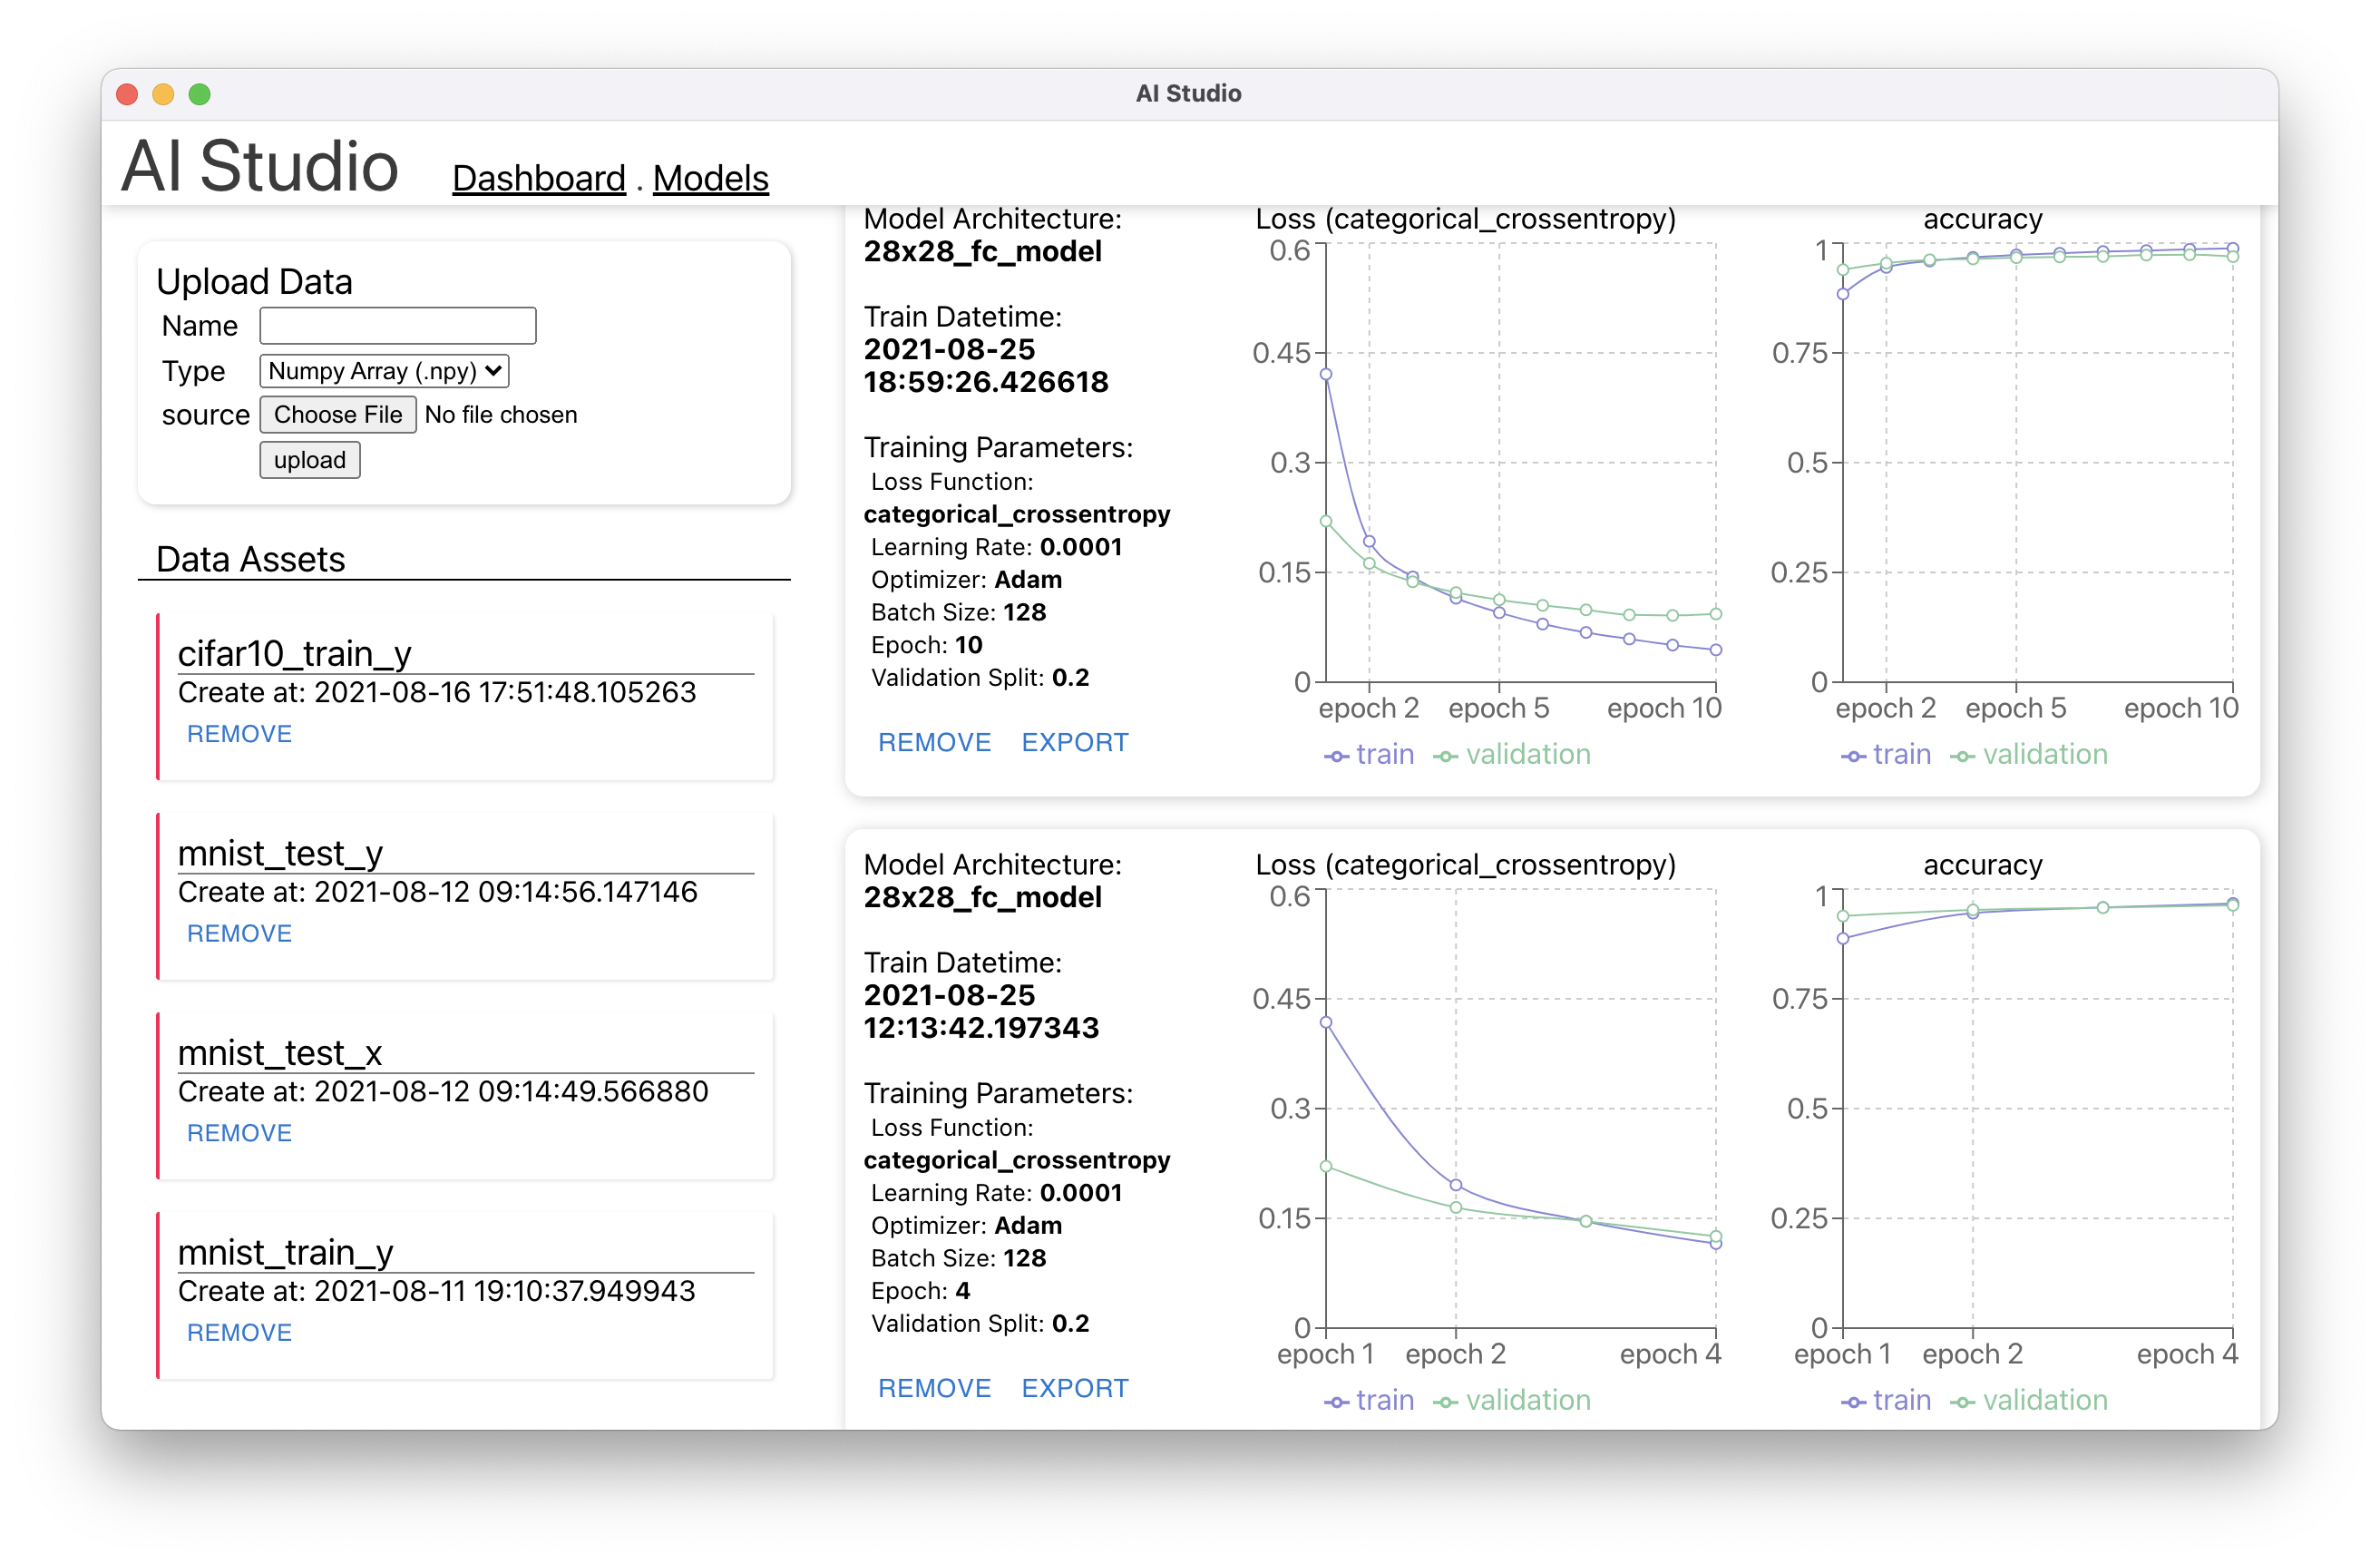 AI Studio
AI Studio
Dashboard . Models
Upload Data
Name
Type Numpy Array (.npy)
source Choose File No file chosen
upload
Data Assets
cifar10_train_y
Create at: 2021-08-16 17:51:48.105263
REMOVE
mnist_test_y
Create at: 2021-08-12 09:14:56.147146
REMOVE
mnist_test_x
Create at: 2021-08-12 09:14:49.566880
REMOVE
mnist_train_y
Create at: 2021-08-11 19:10:37.949943
REMOVE
Model Architecture:
28x28_fc_model
Train Datetime:
2021-08-25
18:59:26.426618
Training Parameters:
Loss Function:
categorical_crossentropy
Learning Rate: 0.0001
Optimizer: Adam
Batch Size: 128
Epoch: 10
Validation Split: 0.2
REMOVE EXPORT
Loss (categorical_crossentropy)
0.6
0.45
0.3
0.15
0
epoch 2 epoch 5 epoch 10
train validation
accuracy
1
0.75
0.5
0.25
0
epoch 2 epoch 5 epoch 10
train validation
Model Architecture:
28x28_fc_model
Train Datetime:
2021-08-25
12:13:42.197343
Training Parameters:
Loss Function:
categorical_crossentropy
Learning Rate: 0.0001
Optimizer: Adam
Batch Size: 128
Epoch: 4
Validation Split: 0.2
REMOVE EXPORT
Loss (categorical_crossentropy)
0.6
0.45
0.3
0.15
0
epoch 1 epoch 2 epoch 4
train validation
accuracy
1
0.75
0.5
0.25
0
epoch 1 epoch 2 epoch 4
train validation